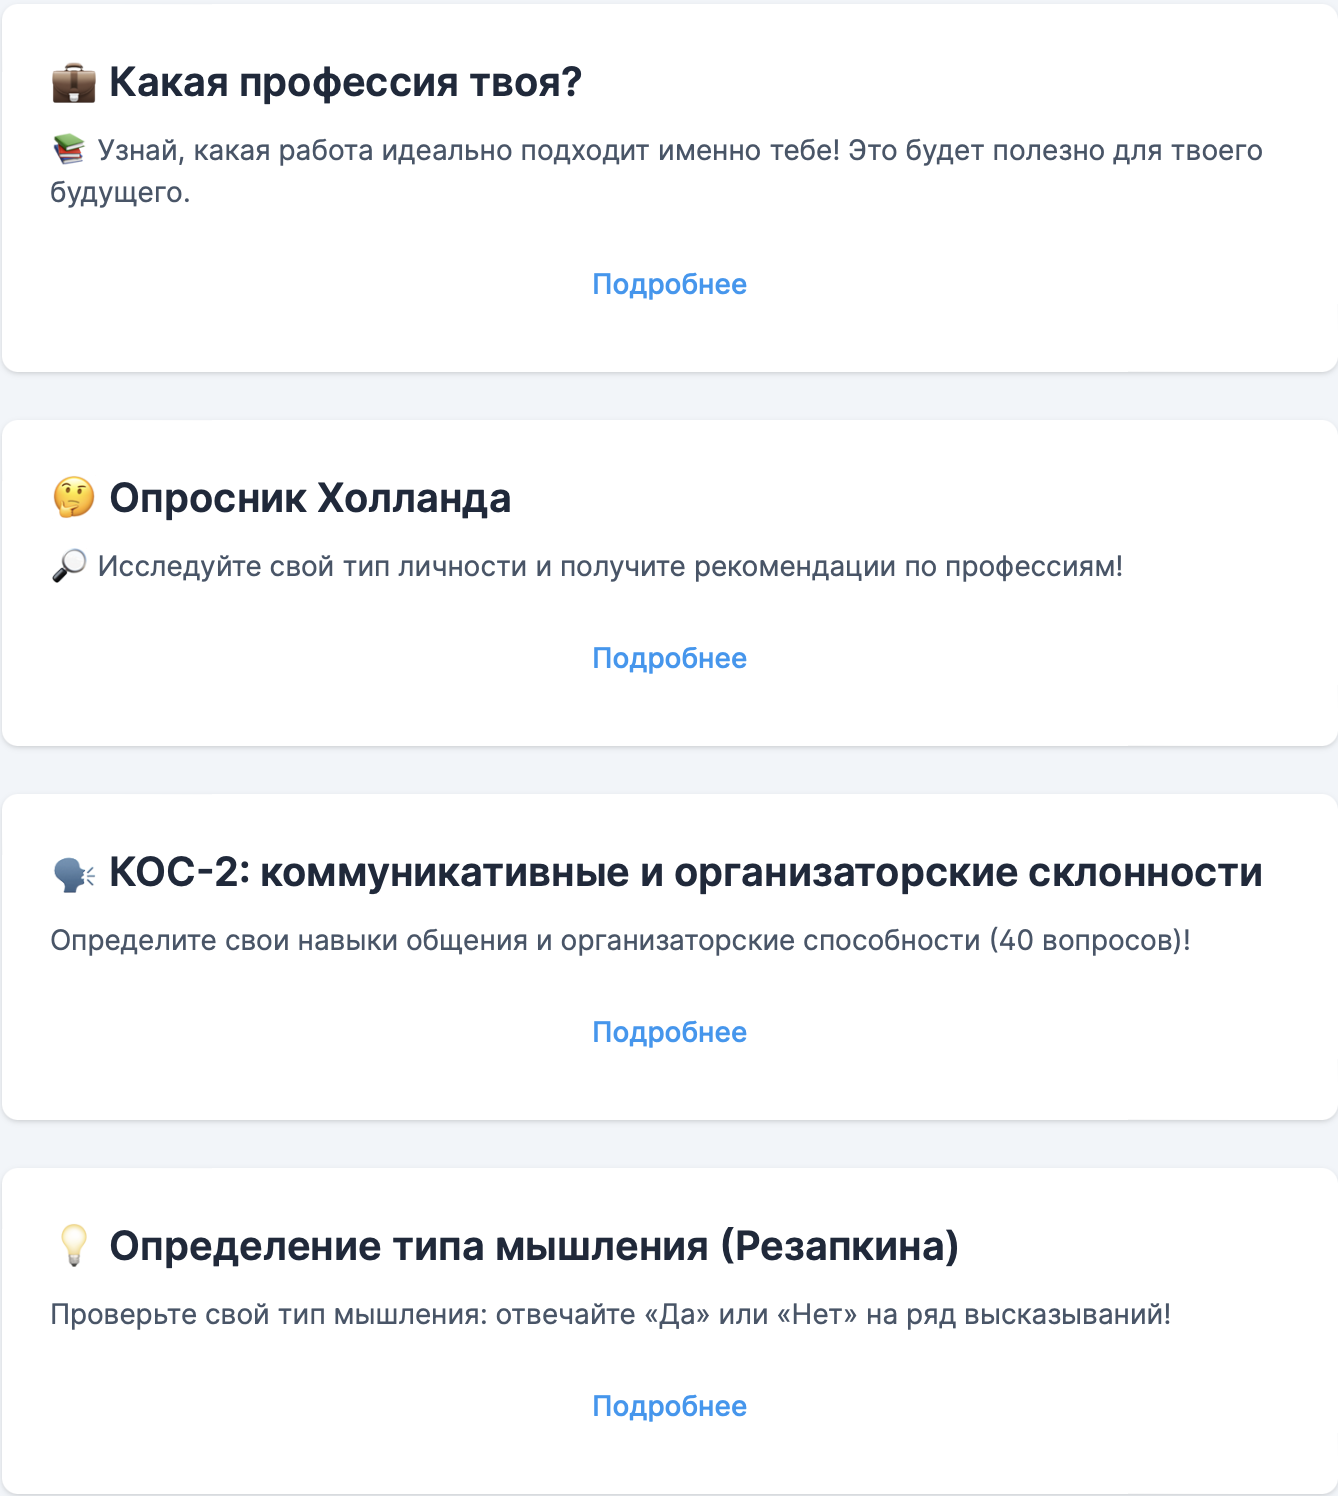 💼 Какая профессия твоя?
📚 Узнай, какая работа идеально подходит именно тебе! Это будет полезно для твоего
будущего.
Подробнее
🤔 Опросник Холланда
🔎 Исследуйте свой тип личности и получите рекомендации по профессиям!
Подробнее
🗣️ КОС-2: коммуникативные и организаторские склонности
Определите свои навыки общения и организаторские способности (40 вопросов)!
Подробнее
💡 Определение типа мышления (Резапкина)
Проверьте свой тип мышления: отвечайте «Да» или «Нет» на ряд высказываний!
Подробнее